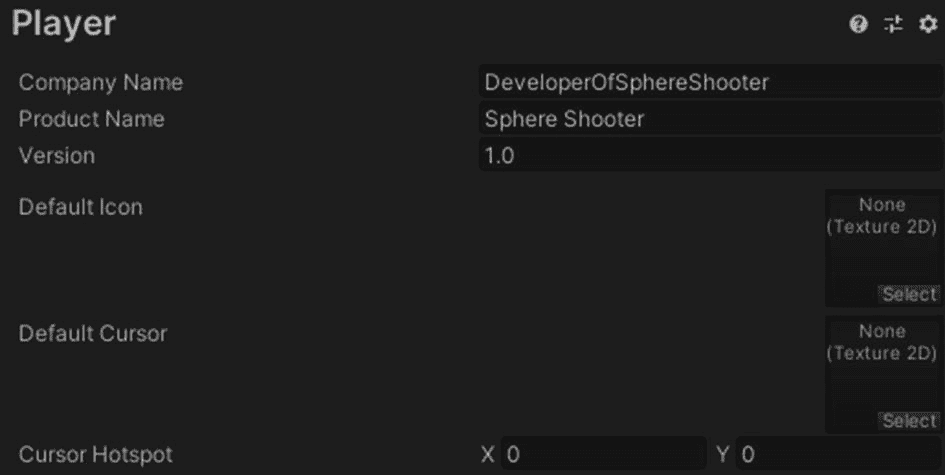 Player
Company Name DeveloperOfSphereShooter
Product Name Sphere Shooter
Version 1.0
Default Icon None
(Texture 2D)
Select
Default Cursor None
(Texture 2D)
Select
Cursor Hotspot X 0 Y 0